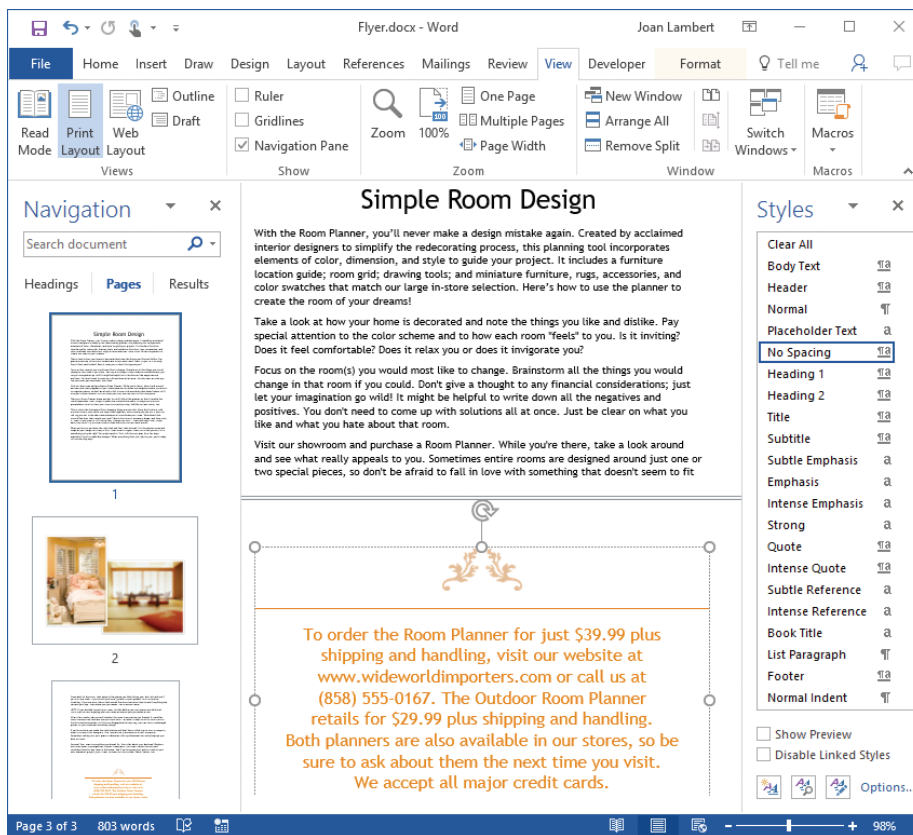 Flyer.docx - Word
Joan Lambert
File
Home
Insert
Draw
Design
Layout
References
Mailings
Review
View
Developer
Format
Tell me
Read Mode
Print Layout
Web Layout
Outline
Draft
Views
Ruler
Gridlines
Navigation Pane
Show
Zoom
100
100%
One Page
Multiple Pages
Page Width
Zoom
New Window
Arrange All
Remove Split
Switch Windows
Window
Macros
Macros
Navigation
Search document
Headings
Pages
Results
Simple Room Design
1
2
Simple Room Design
With the Room Planner, you’ll never make a design mistake again. Created by acclaimed
interior designers to simplify the redecorating process, this planning tool incorporates
elements of color, dimension, and style to guide your project. It includes a furniture
location guide; room grid; drawing tools; and miniature furniture, rugs, accessories, and
color swatches that match our large in-store selection. Here’s how to use the planner to
create the room of your dreams!
Take a look at how your home is decorated and note the things you like and dislike. Pay
special attention to the color scheme and to how each room "feels" to you. Is it inviting?
Does it feel comfortable? Does it relax you or does it invigorate you?
Focus on the room(s) you would most like to change. Brainstorm all the things you would
change in that room if you could. Don't give a thought to any financial considerations; just
let your imagination go wild! It might be helpful to write down all the negatives and
positives. You don't need to come up with solutions all at once. Just be clear on what you
like and what you hate about that room.
Visit our showroom and purchase a Room Planner. While you're there, take a look around
and see what really appeals to you. Sometimes entire rooms are designed around just one or
two special pieces, so don't be afraid to fall in love with something that doesn't seem to fit
To order the Room Planner for just $39.99 plus
shipping and handling, visit our website at
www.wideworldimporters.com or call us at
(858) 555-0167. The Outdoor Room Planner
retails for $29.99 plus shipping and handling.
Both planners are also available in our stores, so be
sure to ask about them the next time you visit.
We accept all major credit cards.
Styles
Clear All
Body Text ¶a
Header ¶a
Normal ¶
Placeholder Text a
No Spacing ¶a
Heading 1 ¶a
Heading 2 ¶a
Title ¶a
Subtitle ¶a
Subtle Emphasis a
Emphasis a
Intense Emphasis a
Strong a
Quote ¶a
Intense Quote ¶a
Subtle Reference a
Intense Reference a
Book Title a
List Paragraph ¶
Footer ¶a
Normal Indent ¶
Show Preview
Disable Linked Styles
Options...
Page 3 of 3
803 words
98%